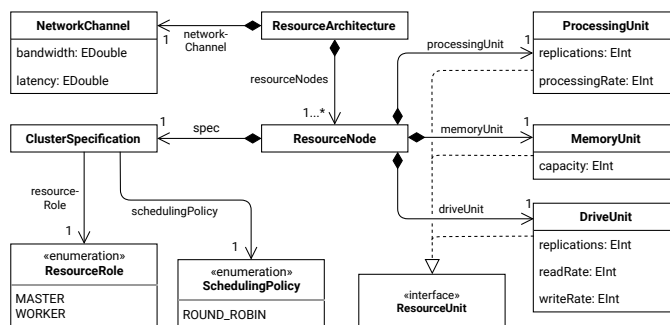 NetworkChannel
bandwidth: EDouble
latency: EDouble
1
network-
Channel
ResourceArchitecture
resourceNodes
1...*
processingUnit
1
ProcessingUnit
replications: EInt
processingRate: EInt
ClusterSpecification
1
spec
ResourceNode
memoryUnit
1
MemoryUnit
capacity: EInt
resource-
Role
1
schedulingPolicy
1
driveUnit
1
DriveUnit
replications: EInt
readRate: EInt
writeRate: EInt
«enumeration»
ResourceRole
MASTER
WORKER
«enumeration»
SchedulingPolicy
ROUND_ROBIN
«interface»
ResourceUnit